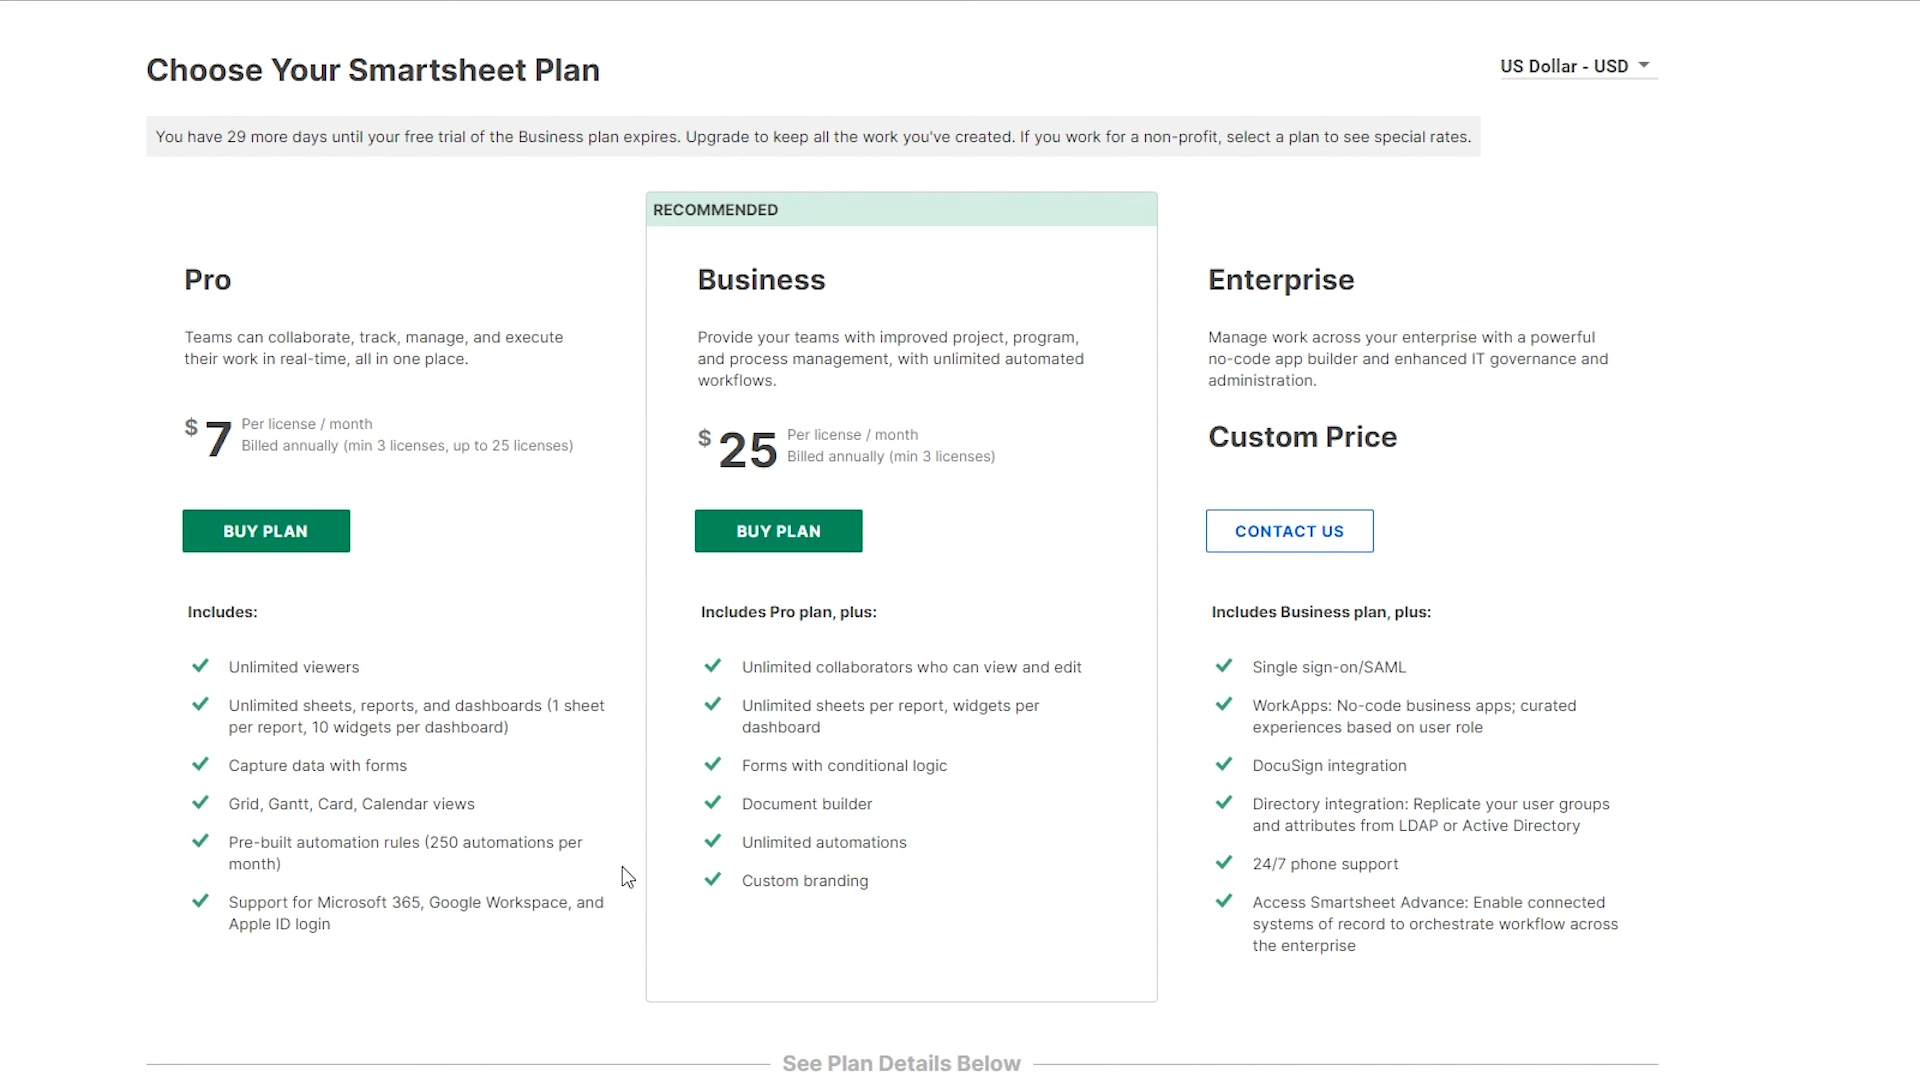 Choose Your Smartsheet Plan
US Dollar - USD
You have 29 more days until your free trial of the Business plan expires. Upgrade to keep all the work you've created. If you work for a non-profit, select a plan to see special rates.
Pro
Teams can collaborate, track, manage, and execute
their work in real-time, all in one place.
$7 Per license / month
Billed annually (min 3 licenses, up to 25 licenses)
BUY PLAN
Includes:
Unlimited viewers
Unlimited sheets, reports, and dashboards (1 sheet
per report, 10 widgets per dashboard)
Capture data with forms
Grid, Gantt, Card, Calendar views
Pre-built automation rules (250 automations per
month)
Support for Microsoft 365, Google Workspace, and
Apple ID login
RECOMMENDED
Business
Provide your teams with improved project, program,
and process management, with unlimited automated
workflows.
$25 Per license / month
Billed annually (min 3 licenses)
BUY PLAN
Includes Pro plan, plus:
Unlimited collaborators who can view and edit
Unlimited sheets per report, widgets per
dashboard
Forms with conditional logic
Document builder
Unlimited automations
Custom branding
Enterprise
Manage work across your enterprise with a powerful
no-code app builder and enhanced IT governance and
administration.
Custom Price
CONTACT US
Includes Business plan, plus:
Single sign-on/SAML
WorkApps: No-code business apps; curated
experiences based on user role
DocuSign integration
Directory integration: Replicate your user groups
and attributes from LDAP or Active Directory
24/7 phone support
Access Smartsheet Advance: Enable connected
systems of record to orchestrate workflow across
the enterprise
See Plan Details Below